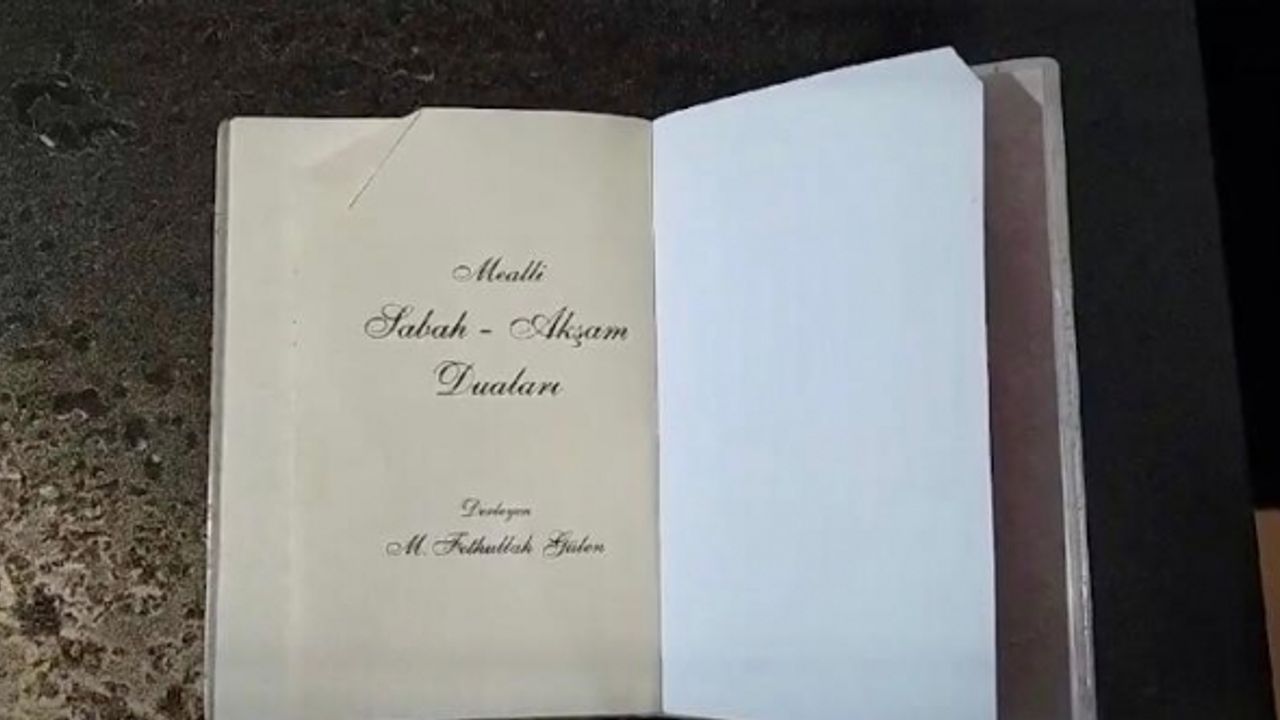 Mealli
Sabah - Akşam
Duaları
Derleyen
M. Fethullah Gülen